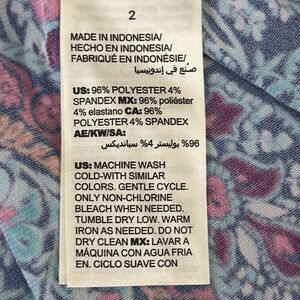 2
MADE IN INDONESIA/
HECHO EN INDONESIA/
FABRIQUÉ EN INDONÉSIE/
صنع في إندونيسيا
US: 96% POLYESTER 4%
SPANDEX MX: 96% poliéster
4% elastano CA: 96%
POLYESTER 4% SPANDEX
AE/KW/SA:
96% بوليستر 4% سبانديكس
US: MACHINE WASH
COLD-WITH SIMILAR
COLORS. GENTLE CYCLE.
ONLY NON-CHLORINE
BLEACH WHEN NEEDED.
TUMBLE DRY LOW. WARM
IRON AS NEEDED. DO NOT
DRY CLEAN MX: LAVAR A
MÁQUINA CON AGUA FRIA
EN. CICLO SUAVE CON